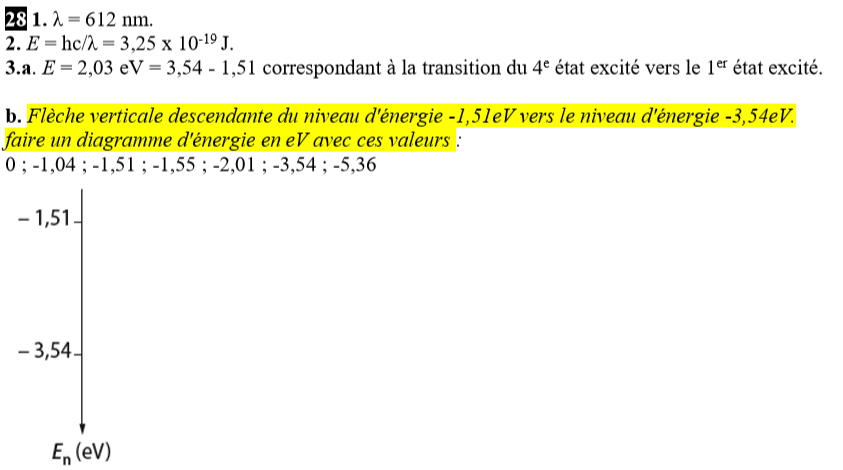 28 1. λ = 612 nm.
2. E = hc/λ = 3,25 x 10⁻¹⁹ J.
3.a. E = 2,03 eV = 3,54 - 1,51 correspondant à la transition du 4ᵉ état excité vers le 1ᵉʳ état excité.
b. Flèche verticale descendante du niveau d'énergie -1,51eV vers le niveau d'énergie -3,54eV.
faire un diagramme d'énergie en eV avec ces valeurs :
0 ; -1,04 ; -1,51 ; -1,55 ; -2,01 ; -3,54 ; -5,36
– 1,51
– 3,54
Eₙ (eV)